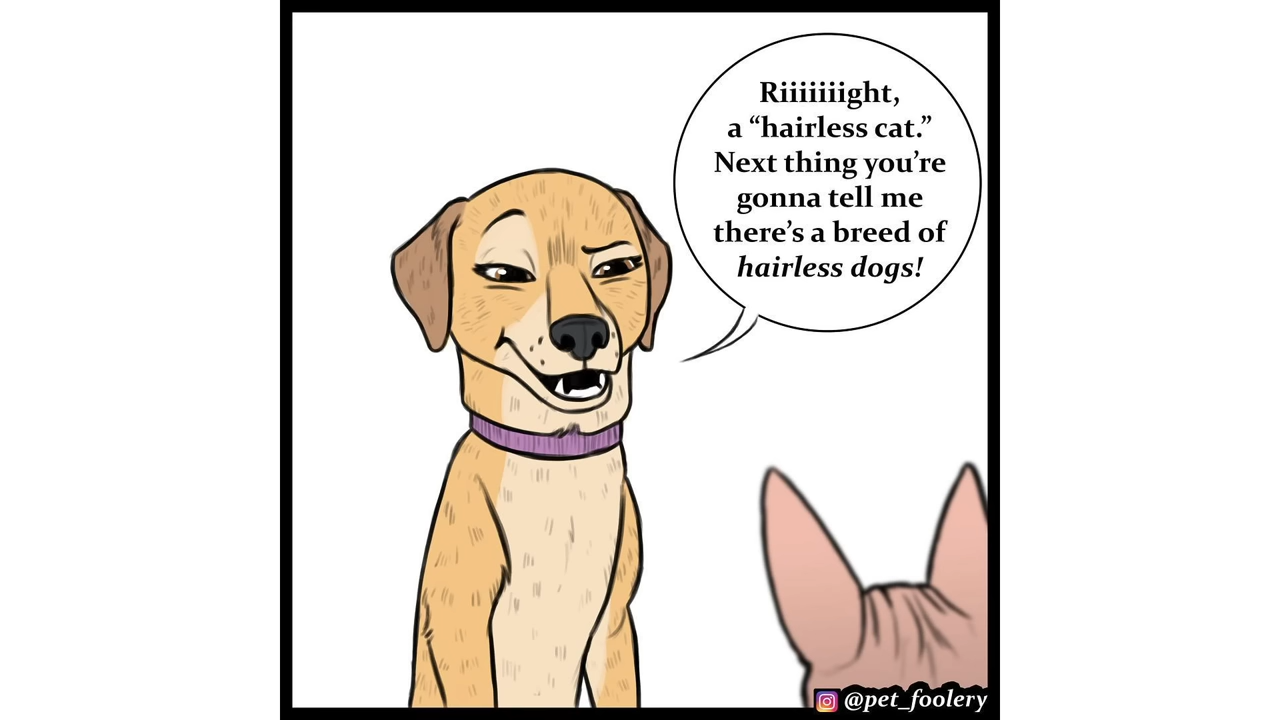 Riiiiiiight,
a “hairless cat.”
Next thing you’re
gonna tell me
there’s a breed of
hairless dogs!
@pet_foolery